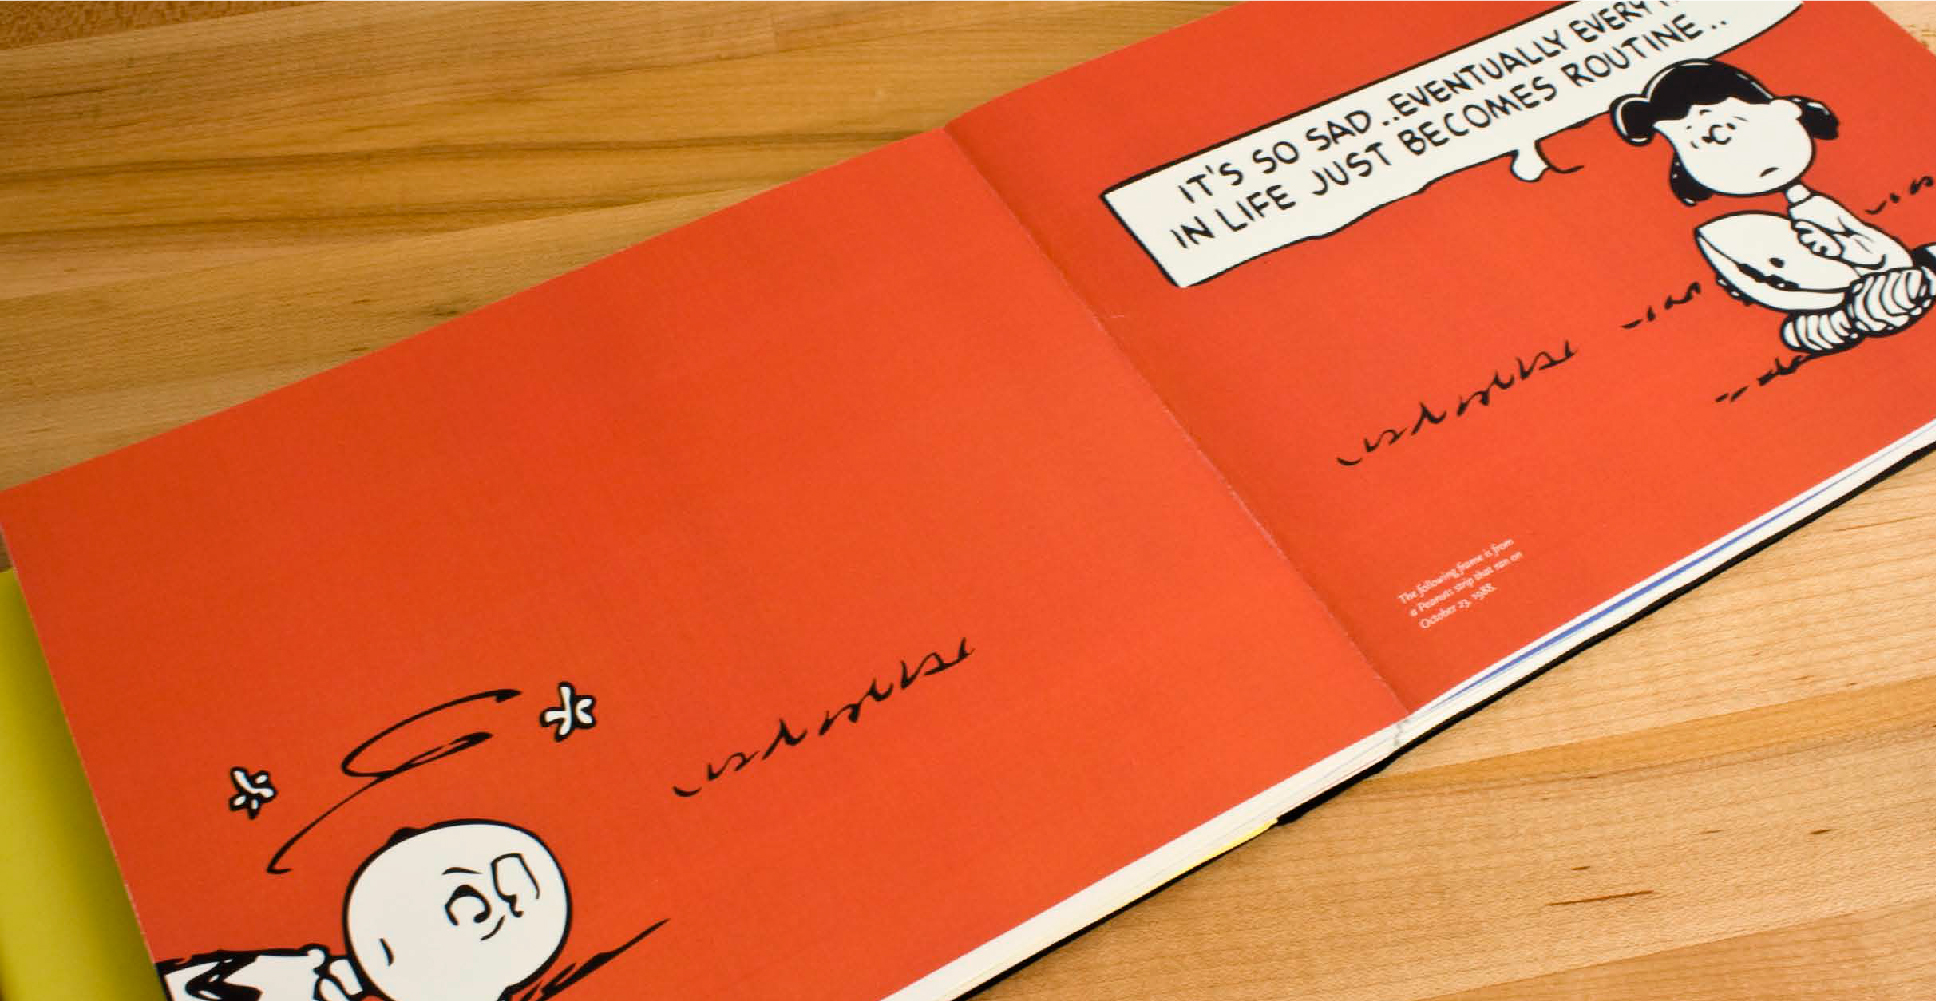 IT'S SO SAD..EVENTUALLY EVERY
IN LIFE JUST BECOMES ROUTINE..
The following frame is from
a Peanuts strip that ran on
October 23, 1988.